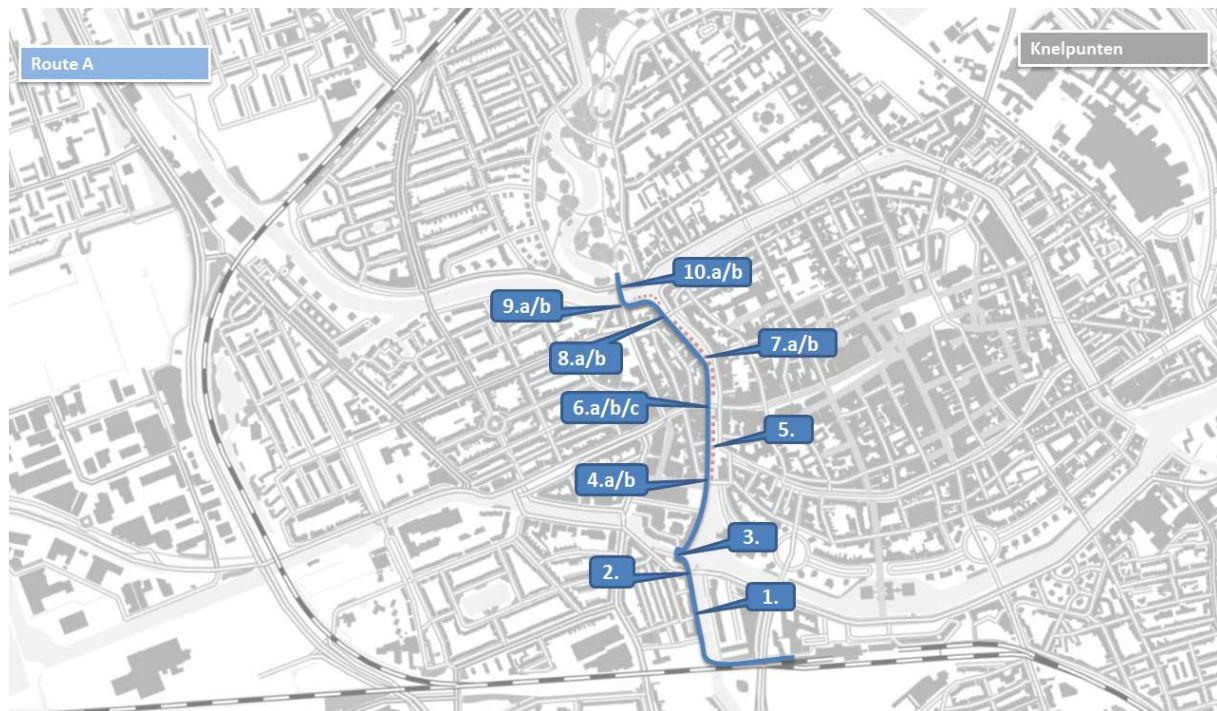 Route A
Knelpunten
10.a/b
9.a/b
7.a/b
8.a/b
6.a/b/c
5.
4.a/b
3.
2.
1.